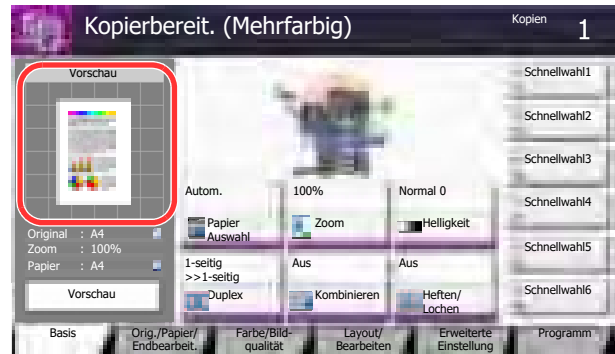 Kopierbereit. (Mehrfarbig)
Kopien 1
Vorschau
Original : A4
Zoom : 100%
Papier : A4
Vorschau
Autom.
Papier
Auswahl
100%
Zoom
Normal 0
Helligkeit
1-seitig
>>1-seitig
Duplex
Aus
Kombinieren
Aus
Heften/
Lochen
Schnellwahl1
Schnellwahl2
Schnellwahl3
Schnellwahl4
Schnellwahl5
Schnellwahl6
Basis
Orig./Papier/
Endbearbeit.
Farbe/Bild-
qualität
Layout/
Bearbeiten
Erweiterte
Einstellung
Programm